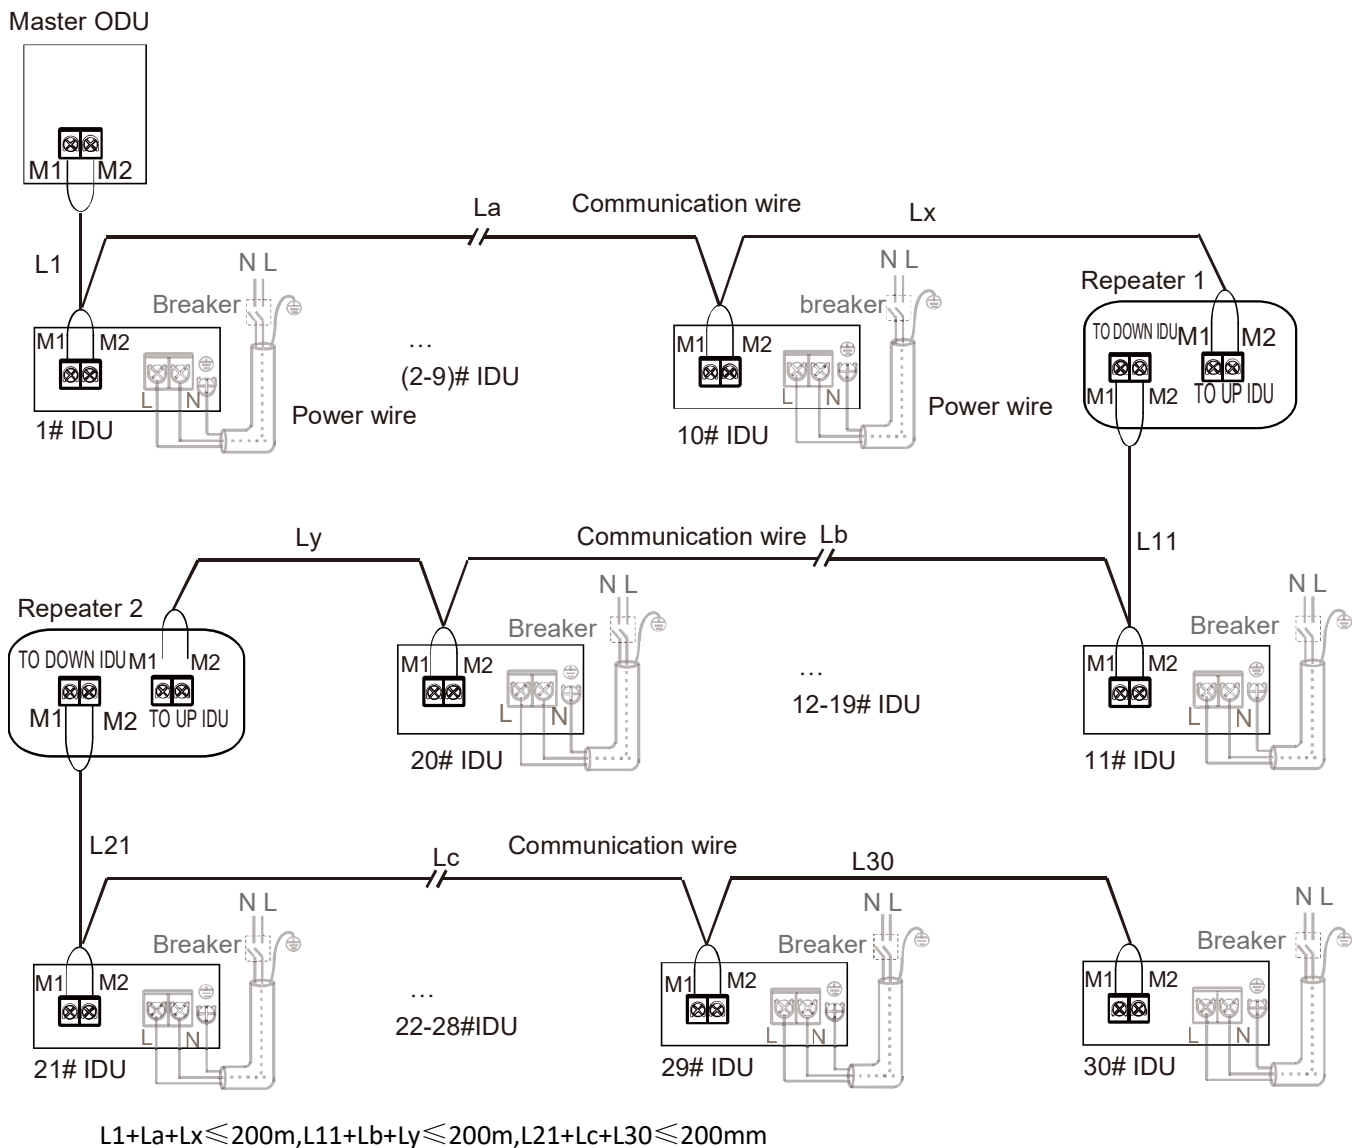 Master ODU
M1 M2
La Communication wire Lx
L1
N L N L
Breaker breaker Repeater 1
M1 M2 M1 M2 TO DOWN IDU M1 M2
...
(2-9)# IDU
L N L N M1 M2 TO UP IDU
1# IDU Power wire 10# IDU Power wire
Ly Communication wire Lb L11
N L N L
Repeater 2 Breaker Breaker
TO DOWN IDU M1 M2 M1 M2 M1 M2
...
M1 M2 TO UP IDU L N 12-19# IDU L N
20# IDU 11# IDU
L21 Lc Communication wire L30
N L N L N L
Breaker Breaker Breaker
M1 M2 M1 M2 M1 M2
...
22-28#IDU
L N L N L N
21# IDU 29# IDU 30# IDU
L1+La+Lx≤200m,L11+Lb+Ly≤200m,L21+Lc+L30≤200mm